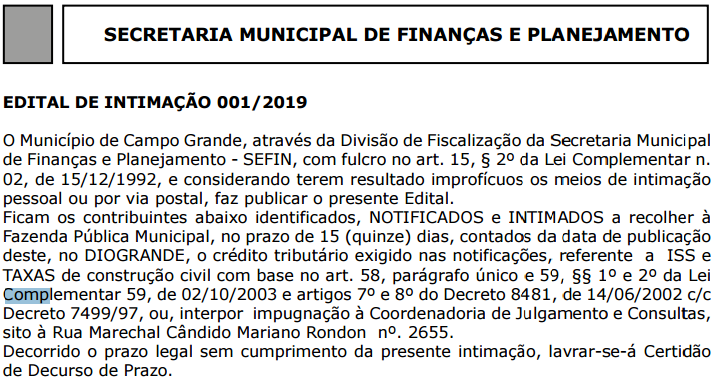 SECRETARIA MUNICIPAL DE FINANÇAS E PLANEJAMENTO
EDITAL DE INTIMAÇÃO 001/2019
O Município de Campo Grande, através da Divisão de Fiscalização da Secretaria Municipal
de Finanças e Planejamento - SEFIN, com fulcro no art. 15, § 2º da Lei Complementar n.
02, de 15/12/1992, e considerando terem resultado improfícuos os meios de intimação
pessoal ou por via postal, faz publicar o presente Edital.
Ficam os contribuintes abaixo identificados, NOTIFICADOS e INTIMADOS a recolher à
Fazenda Pública Municipal, no prazo de 15 (quinze) dias, contados da data de publicação
deste, no DIOGRANDE, o crédito tributário exigido nas notificações, referente a ISS e
TAXAS de construção civil com base no art. 58, parágrafo único e 59, §§ 1º e 2º da Lei
Complementar 59, de 02/10/2003 e artigos 7º e 8º do Decreto 8481, de 14/06/2002 c/c
Decreto 7499/97, ou, interpor impugnação à Coordenadoria de Julgamento e Consultas,
sito à Rua Marechal Cândido Mariano Rondon nº. 2655.
Decorrido o prazo legal sem cumprimento da presente intimação, lavrar-se-á Certidão
de Decurso de Prazo.